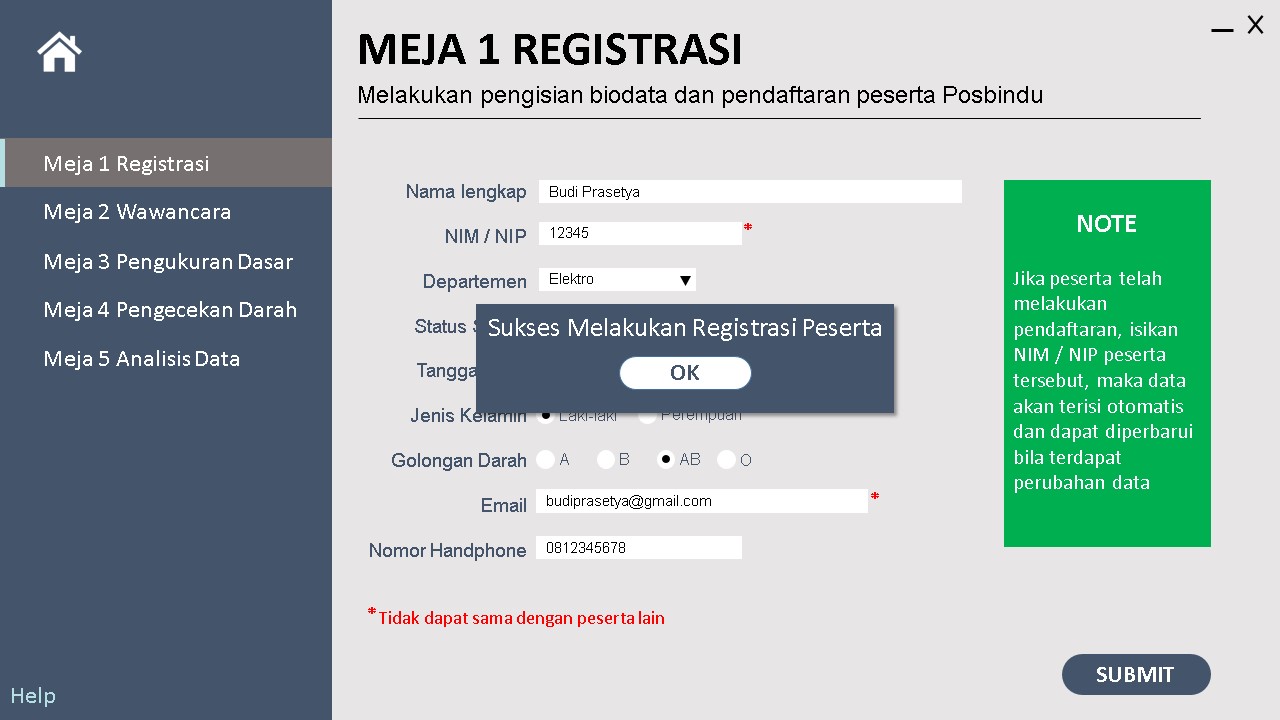 MEJA 1 REGISTRASI
Melakukan pengisian biodata dan pendaftaran peserta Posbindu
Meja 1 Registrasi
Meja 2 Wawancara
Meja 3 Pengukuran Dasar
Meja 4 Pengecekan Darah
Meja 5 Analisis Data
Help
Nama lengkap Budi Prasetya
NIM / NIP 12345 *
Departemen Elektro
Status
Sukses Melakukan Registrasi Peserta
OK
Jenis Kelamin Laki-laki Perempuan
Golongan Darah A B AB O
Email budiprasetya@gmail.com *
Nomor Handphone 0812345678
*Tidak dapat sama dengan peserta lain
NOTE
Jika peserta telah
melakukan
pendaftaran, isikan
NIM / NIP peserta
tersebut, maka data
akan terisi otomatis
dan dapat diperbarui
bila terdapat
perubahan data
SUBMIT